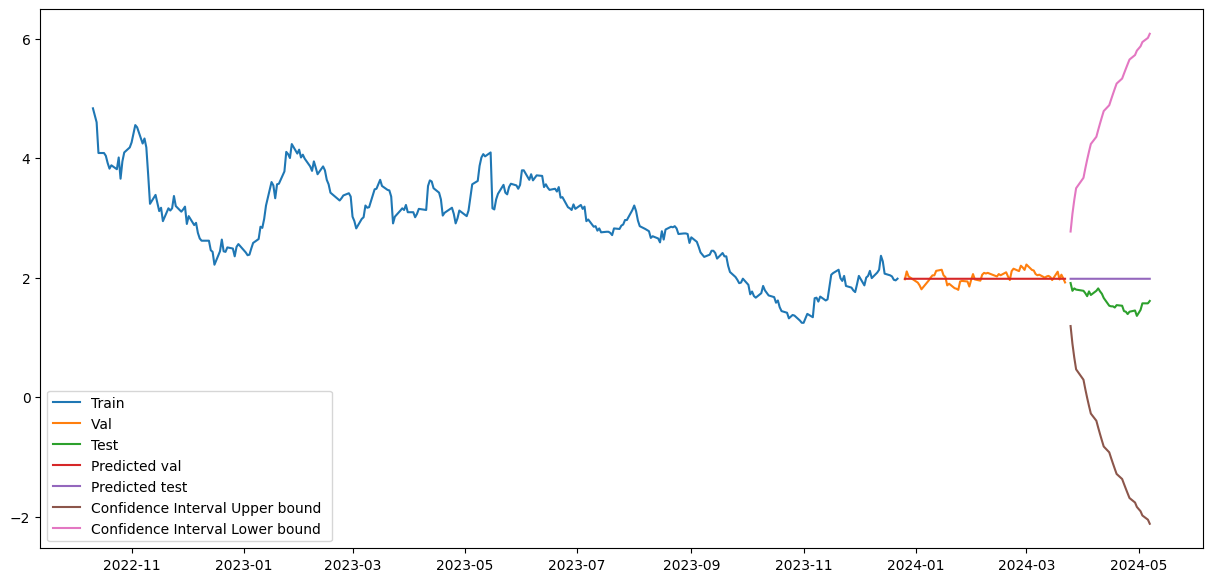 6
4
2
0
−2
Train
Val
Test
Predicted val
Predicted test
Confidence Interval Upper bound
Confidence Interval Lower bound
2022-11 2023-01 2023-03 2023-05 2023-07 2023-09 2023-11 2024-01 2024-03 2024-05